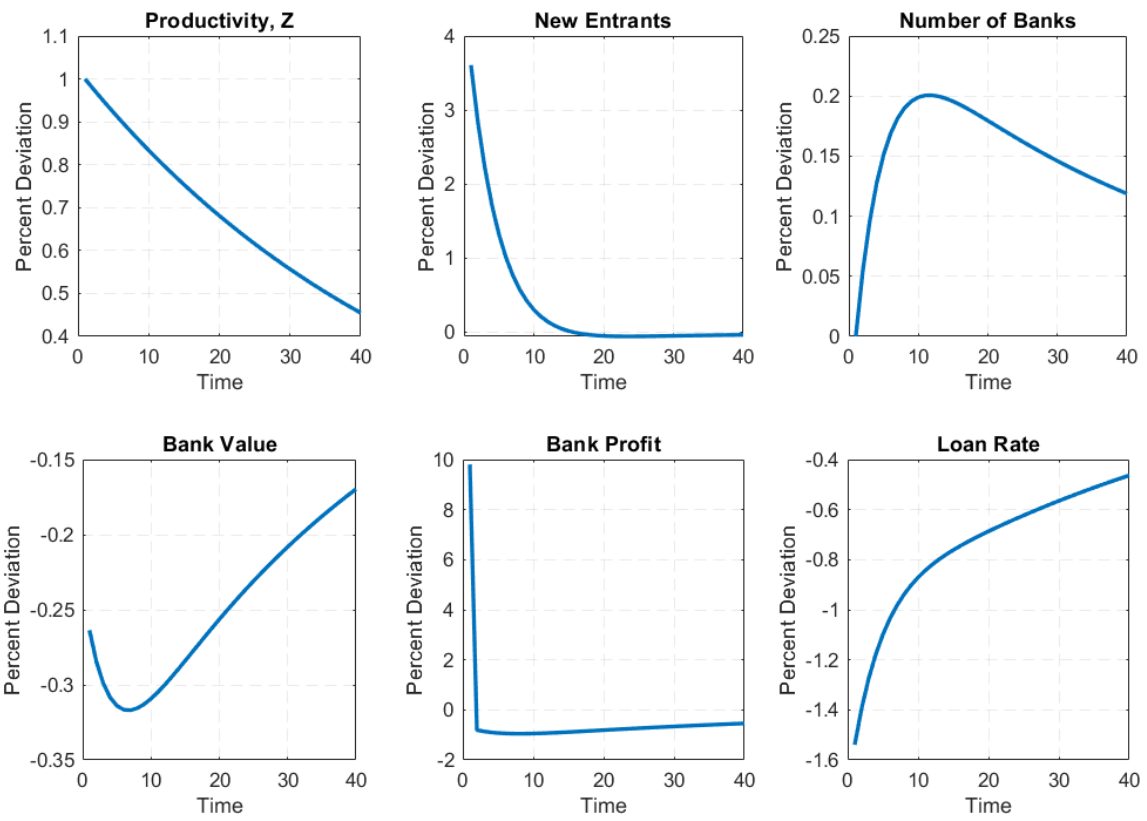 Productivity, Z
1.1
1
0.9
0.8
0.7
0.6
0.5
0.4
0 10 20 30 40
Percent Deviation
Time
New Entrants
4
3
2
1
0
0 10 20 30 40
Percent Deviation
Time
Number of Banks
0.25
0.2
0.15
0.1
0.05
0
0 10 20 30 40
Percent Deviation
Time
Bank Value
-0.15
-0.2
-0.25
-0.3
-0.35
0 10 20 30 40
Percent Deviation
Time
Bank Profit
10
8
6
4
2
0
-2
0 10 20 30 40
Percent Deviation
Time
Loan Rate
-0.4
-0.6
-0.8
-1
-1.2
-1.4
-1.6
0 10 20 30 40
Percent Deviation
Time